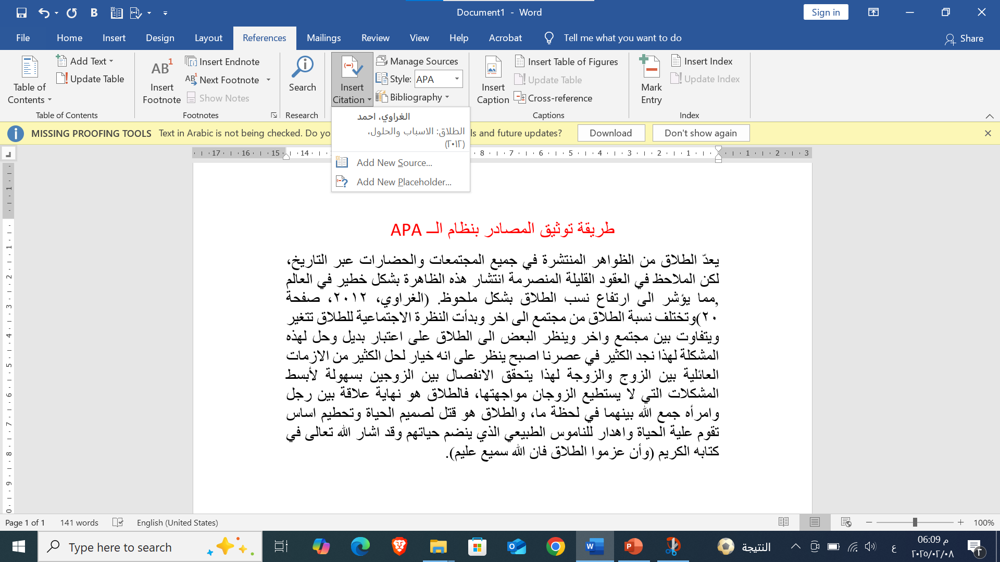 Document1 - Word
Sign in
File Home Insert Design Layout References Mailings Review View Help Acrobat Tell me what you want to do Share
Table of Contents
Add Text
Update Table
Table of Contents
AB1
Insert Footnote
Insert Endnote
Next Footnote
Show Notes
Footnotes
Search
Research
Insert Citation
Manage Sources
Style: APA
Bibliography
Insert Caption
Insert Table of Figures
Update Table
Cross-reference
Captions
Mark Entry
Insert Index
Update Index
Index
الغراوي، احمد
الطلاق: الاسباب والحلول،
(٢٠١٢)
Add New Source...
Add New Placeholder...
MISSING PROOFING TOOLS Text in Arabic is not being checked. Do yo ls and future updates? Download Don't show again
17 16 15 14 8 7 6 5 4 3 2 1 1 2 3
طريقة توثيق المصادر بنظام الـــ APA
يعدّ الطلاق من الظواهر المنتشرة في جميع المجتمعات والحضارات عبر التاريخ،
لكن الملاحظ في العقود القليلة المنصرمة انتشار هذه الظاهرة بشكل خطير في العالم
,مما يؤشر الى ارتفاع نسب الطلاق بشكل ملحوظ. (الغراوي، ٢٠١٢، صفحة
٢٠)وتختلف نسبة الطلاق من مجتمع الى اخر وبدأت النظرة الاجتماعية للطلاق تتغير
ويتفاوت بين مجتمع واخر وينظر البعض الى الطلاق على اعتبار بديل وحل لهذه
المشكلة لهذا نجد الكثير في عصرنا اصبح ينظر على انه خيار لحل الكثير من الازمات
العائلية بين الزوج والزوجة لهذا يتحقق الانفصال بين الزوجين بسهولة لأبسط
المشكلات التي لا يستطيع الزوجان مواجهتها، فالطلاق هو نهاية علاقة بين رجل
وامرأه جمع الله بينهما في لحظة ما، والطلاق هو قتل لصميم الحياة وتحطيم اساس
تقوم علية الحياة واهدار للناموس الطبيعي الذي ينضم حياتهم وقد اشار الله تعالى في
كتابه الكريم (وأن عزموا الطلاق فان الله سميع عليم).
Page 1 of 1 141 words English (United States) 100%
Type here to search
النتيجة
ع
06:09 م
٢٠٢٥/٠٢/٠٨
٢